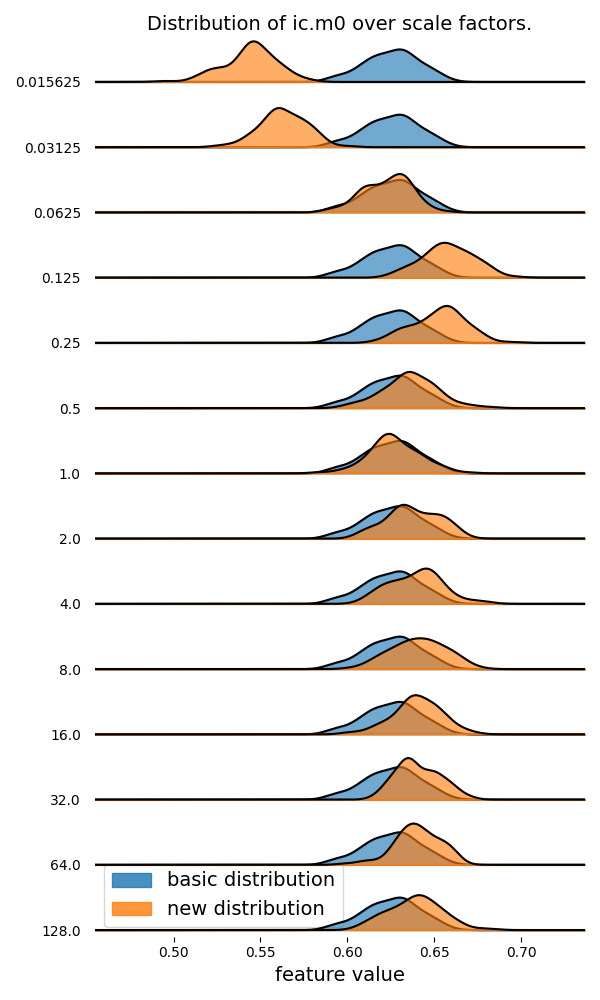 Distribution of ic.m0 over scale factors.
0.015625
0.03125
0.0625
0.125
0.25
0.5
1.0
2.0
4.0
8.0
16.0
32.0
64.0
basic distribution
new distribution
128.0
0.50 0.55 0.60 0.65 0.70
feature value